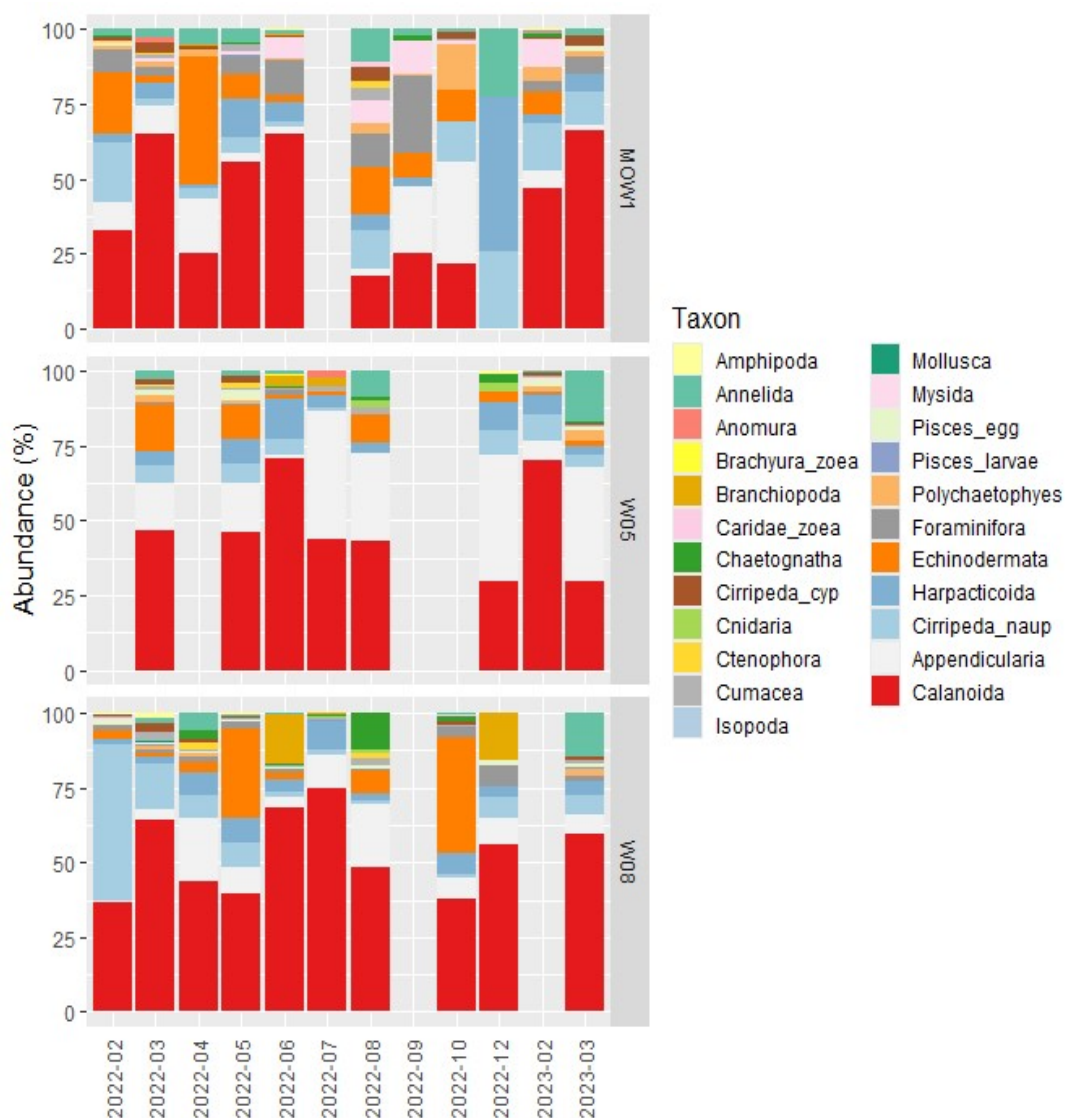 100
75
50
25
0
MOW1
100
75
50
25
0
W05
100
75
50
25
0
W08
Abundance (%)
2022-02
2022-03
2022-04
2022-05
2022-06
2022-07
2022-08
2022-09
2022-10
2022-12
2023-02
2023-03
Taxon
Amphipoda
Annelida
Anomura
Brachyura_zoea
Branchiopoda
Caridae_zoea
Chaetognatha
Cirripeda_cyp
Cnidaria
Ctenophora
Cumacea
Isopoda
Mollusca
Mysida
Pisces_egg
Pisces_larvae
Polychaetophyes
Foraminifora
Echinodermata
Harpacticoida
Cirripeda_naup
Appendicularia
Calanoida